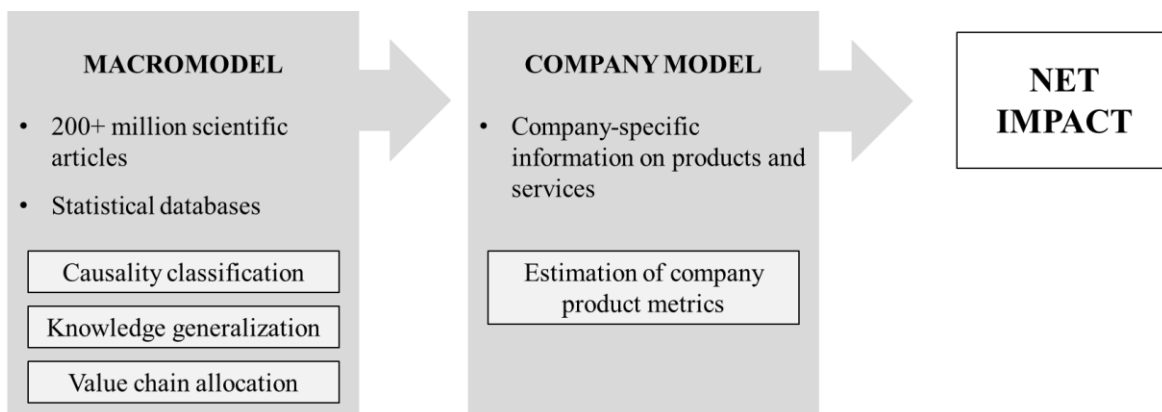 MACROMODEL
• 200+ million scientific
articles
• Statistical databases
Causality classification
Knowledge generalization
Value chain allocation
COMPANY MODEL
• Company-specific
information on products and
services
Estimation of company
product metrics
NET
IMPACT